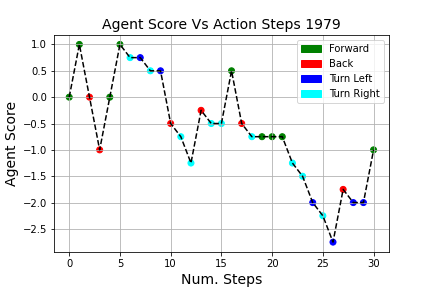 Agent Score Vs Action Steps 1979
Forward
Back
Turn Left
Turn Right
1.0
0.5
0.0
−0.5
−1.0
−1.5
−2.0
−2.5
Agent Score
0 5 10 15 20 25 30
Num. Steps